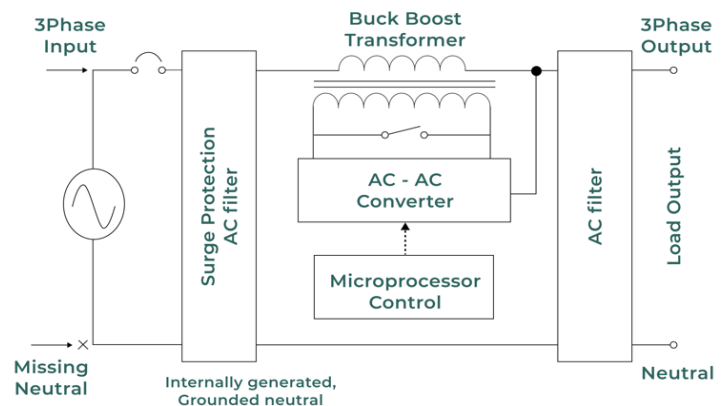 3Phase
Input
Buck Boost
Transformer
3Phase
Output
Surge Protection
AC filter
AC - AC
Converter
AC filter
Load Output
Microprocessor
Control
Missing
Neutral
Internally generated,
Grounded neutral
Neutral